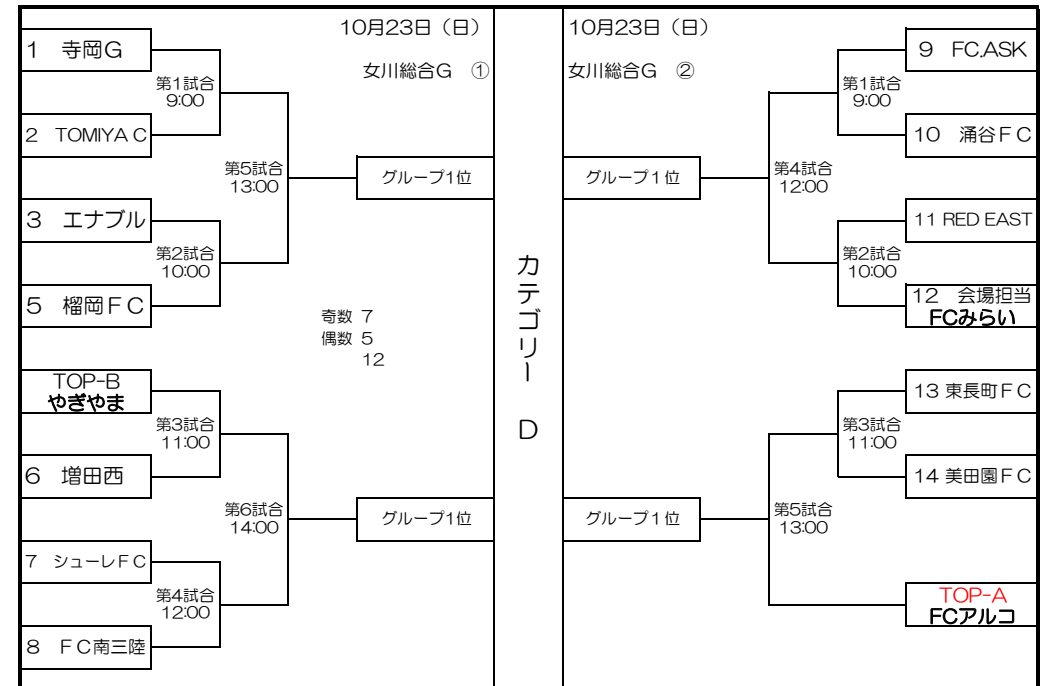 10月23日（日）
女川総合G　①
1　寺岡G
第1試合
9:00
2　TOMIYA C
第5試合
13:00
グループ1位
3　エナブル
第2試合
10:00
5　榴岡ＦＣ
奇数 7
偶数 5
12
TOP-B
やぎやま
第3試合
11:00
6　増田西
第6試合
14:00
グループ1位
7　シューレＦＣ
第4試合
12:00
8　ＦＣ南三陸
カテゴリー　D
10月23日（日）
女川総合G　②
9　FC.ASK
第1試合
9:00
10　涌谷ＦＣ
第4試合
12:00
グループ1位
11 RED EAST
第2試合
10:00
12　会場担当
FCみらい
13 東長町ＦＣ
第3試合
11:00
14 美田園ＦＣ
第5試合
13:00
グループ1位
TOP-A
FCアルコ